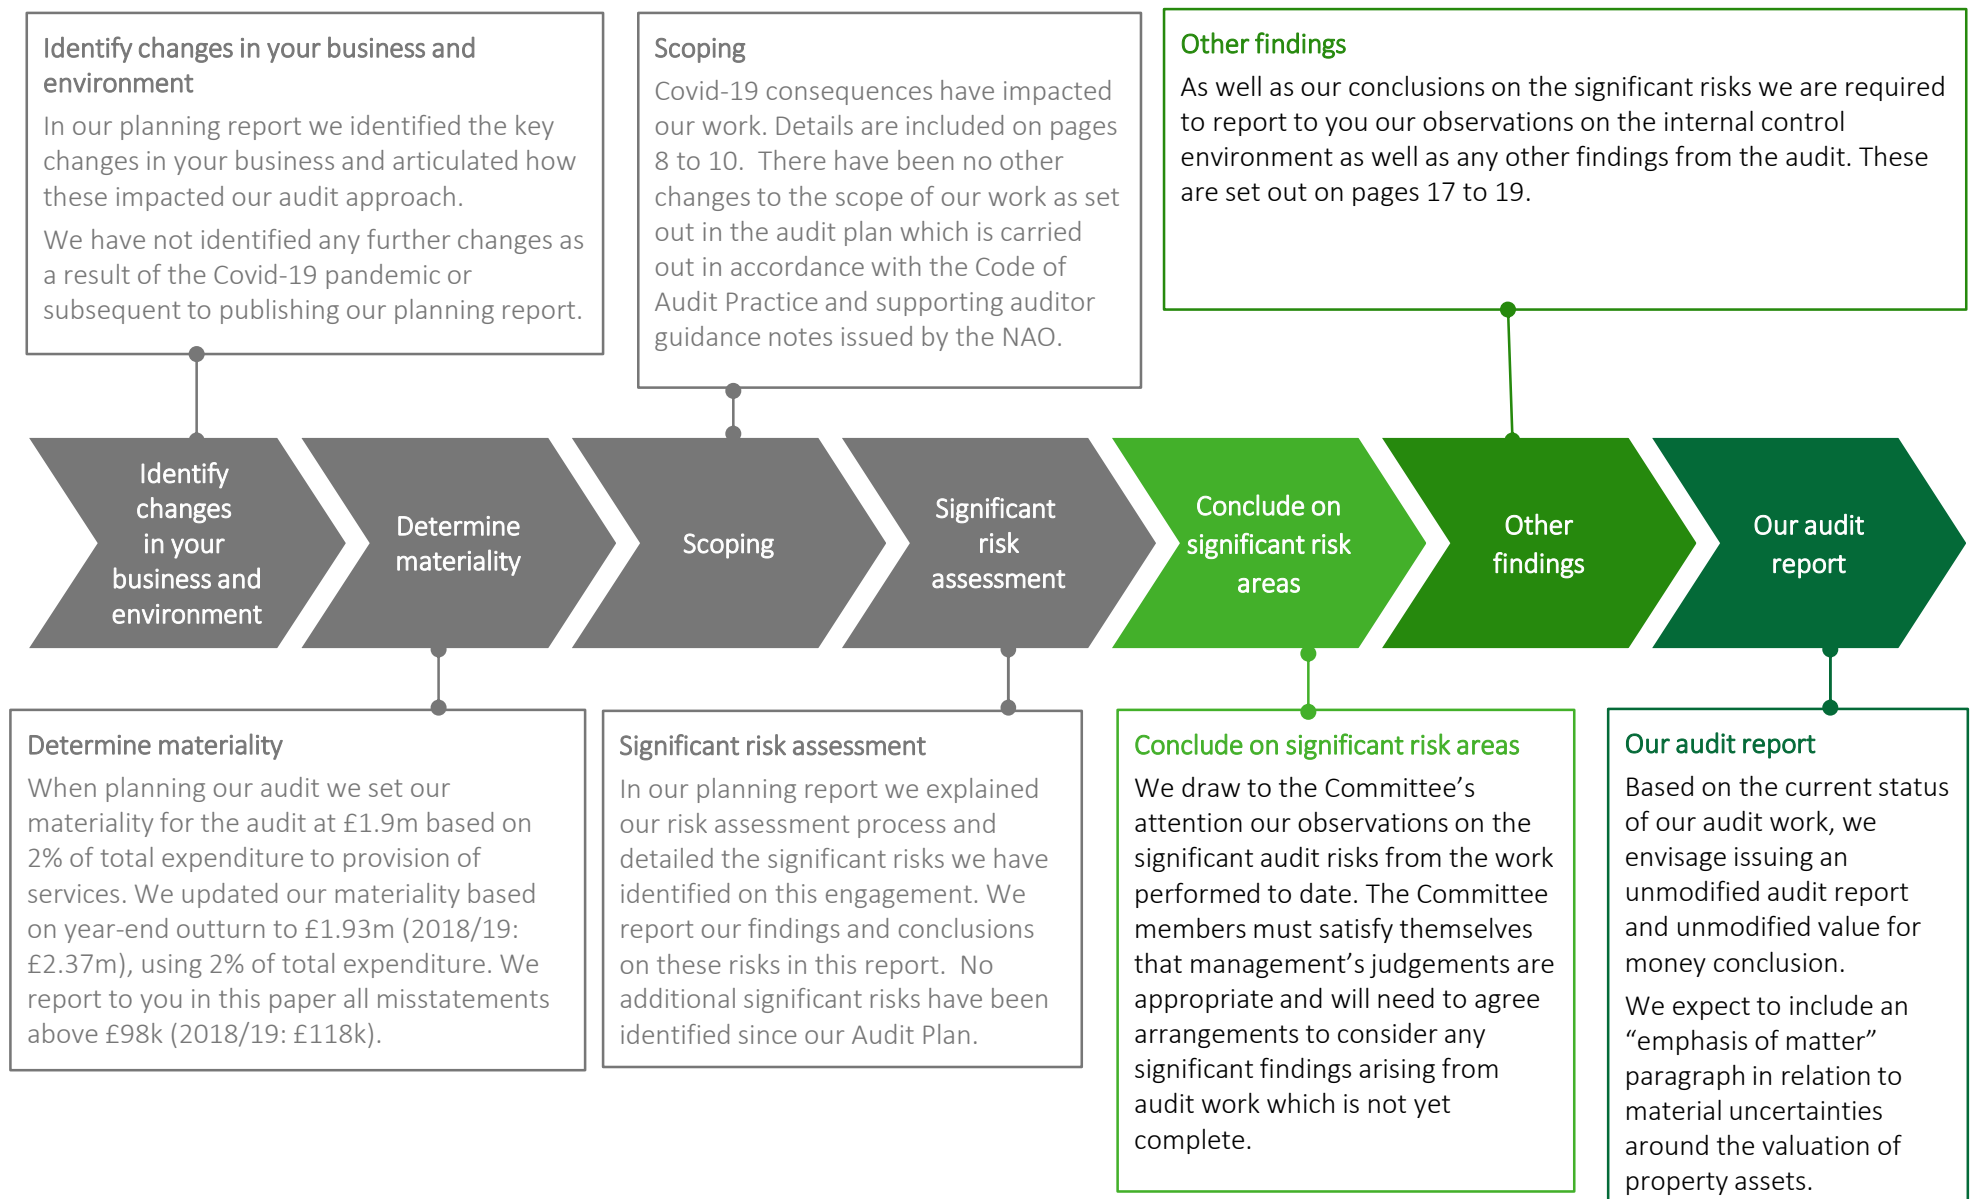 Identify changes in your business and
environment
In our planning report we identified the key
changes in your business and articulated how
these impacted our audit approach.
We have not identified any further changes as
a result of the Covid-19 pandemic or
subsequent to publishing our planning report.
Scoping
Covid-19 consequences have impacted
our work. Details are included on pages
8 to 10.  There have been no other
changes to the scope of our work as set
out in the audit plan which is carried
out in accordance with the Code of
Audit Practice and supporting auditor
guidance notes issued by the NAO.
Other findings
As well as our conclusions on the significant risks we are required
to report to you our observations on the internal control
environment as well as any other findings from the audit. These
are set out on pages 17 to 19.
Identify
changes
in your
business and
environment
Determine
materiality
Scoping
Significant
risk
assessment
Conclude on
significant risk
areas
Other
findings
Our audit
report
Determine materiality
When planning our audit we set our
materiality for the audit at £1.9m based on
2% of total expenditure to provision of
services. We updated our materiality based
on year-end outturn to £1.93m (2018/19:
£2.37m), using 2% of total expenditure. We
report to you in this paper all misstatements
above £98k (2018/19: £118k).
Significant risk assessment
In our planning report we explained
our risk assessment process and
detailed the significant risks we have
identified on this engagement. We
report our findings and conclusions
on these risks in this report.  No
additional significant risks have been
identified since our Audit Plan.
Conclude on significant risk areas
We draw to the Committee’s
attention our observations on the
significant audit risks from the work
performed to date. The Committee
members must satisfy themselves
that management’s judgements are
appropriate and will need to agree
arrangements to consider any
significant findings arising from
audit work which is not yet
complete.
Our audit report
Based on the current status
of our audit work, we
envisage issuing an
unmodified audit report
and unmodified value for
money conclusion.
We expect to include an
“emphasis of matter”
paragraph in relation to
material uncertainties
around the valuation of
property assets.